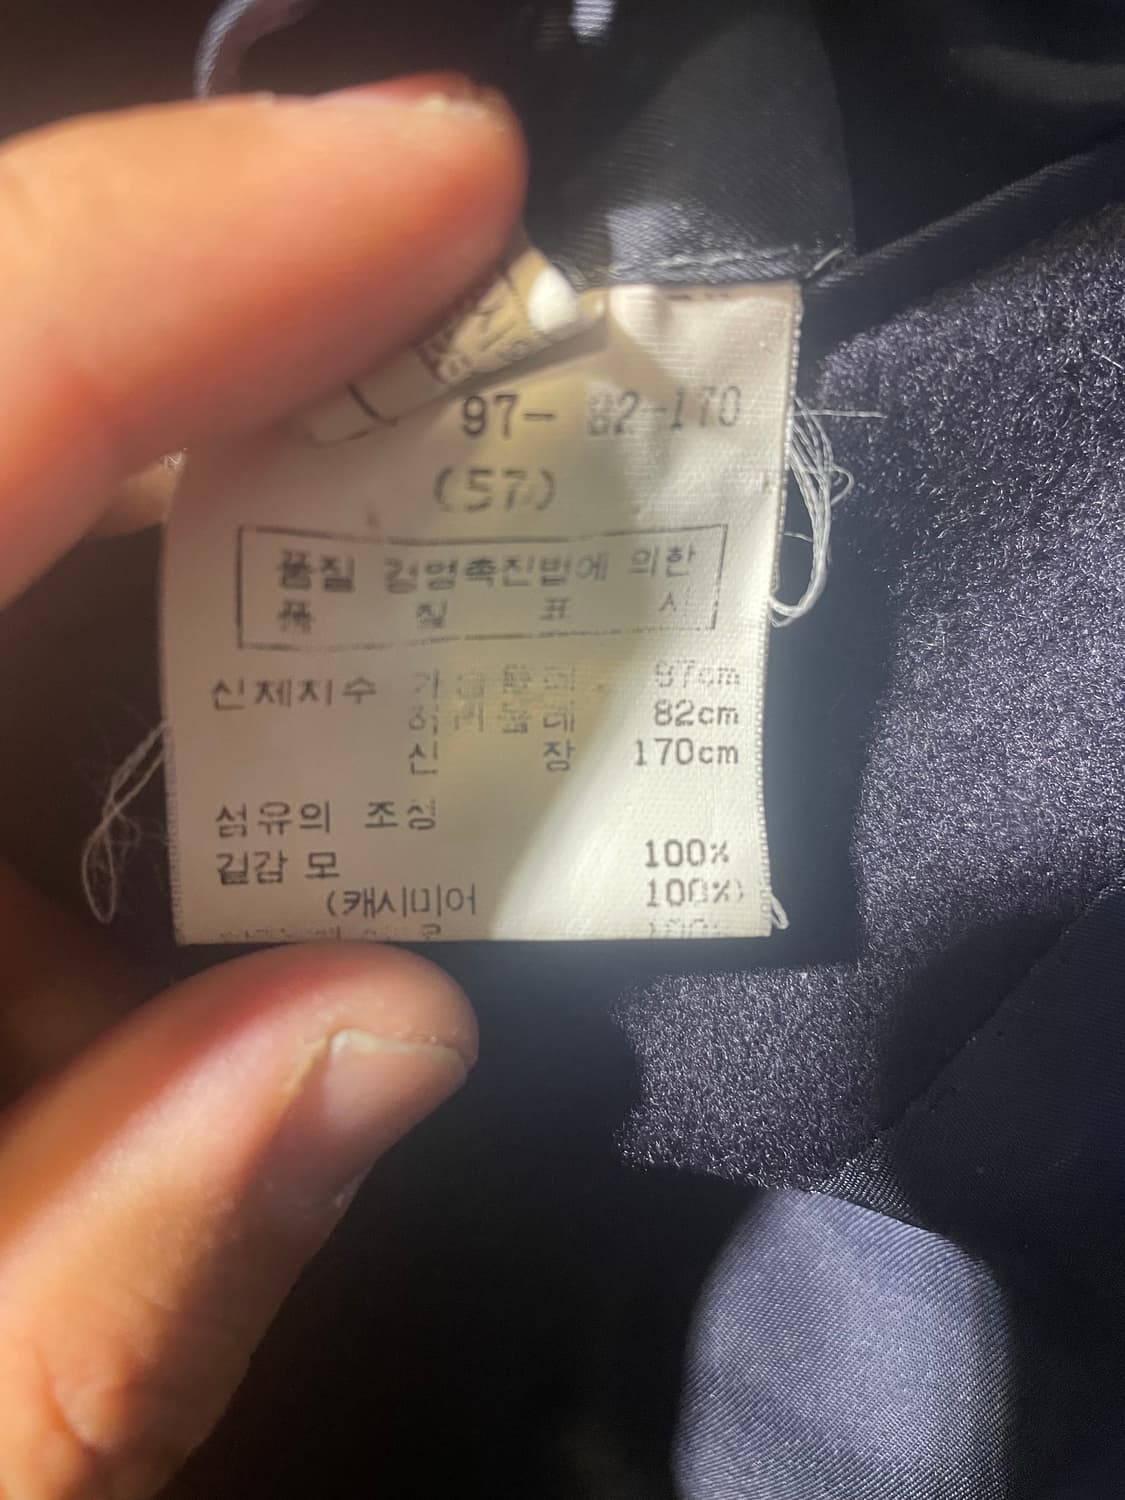 97- 82-170
(57)
품질 경영촉진법에 의한
품 질 표 시
신체치수 가슴둘레 97cm
허리둘레 82cm
신 장 170cm
섬유의 조성
겉감 모 100%
(캐시미어 100%)